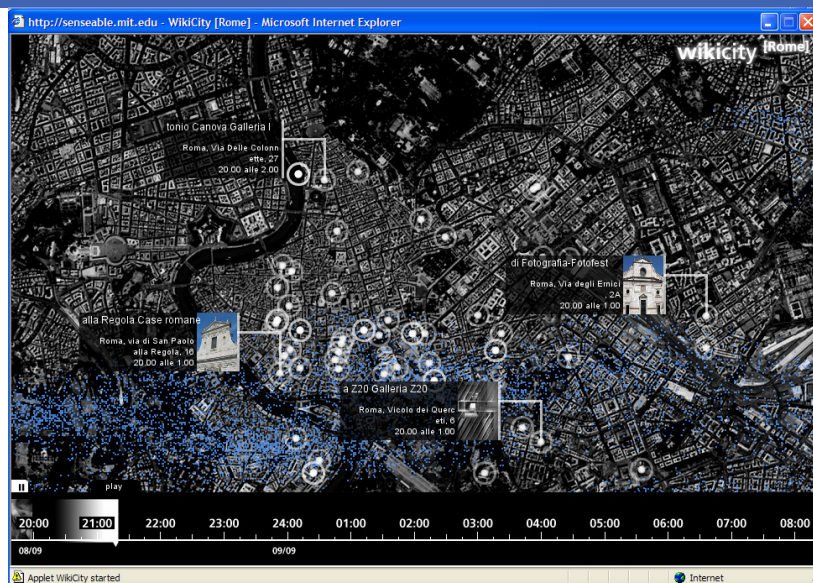 http://senseable.mit.edu - WikiCity [Rome] - Microsoft Internet Explorer
wikicity [Rome]
tonio Canova Galleria I
Roma, Via Delle Colonn
ette, 27
20.00 alle 2.00
di Fotografia-Fotofest
Roma, Via degli Ernici
, 2A
20.00 alle 1.00
alla Regola Case romane
Roma, via di San Paolo
alla Regola, 16
20.00 alle 1.00
a Z20 Galleria Z20
Roma, Vicolo dei Querc
eti, 6
20.00 alle 1.00
play
20:00 21:00 22:00 23:00 24:00 01:00 02:00 03:00 04:00 05:00 06:00 07:00 08:00
08/09 09/09
Applet WikiCity started Internet